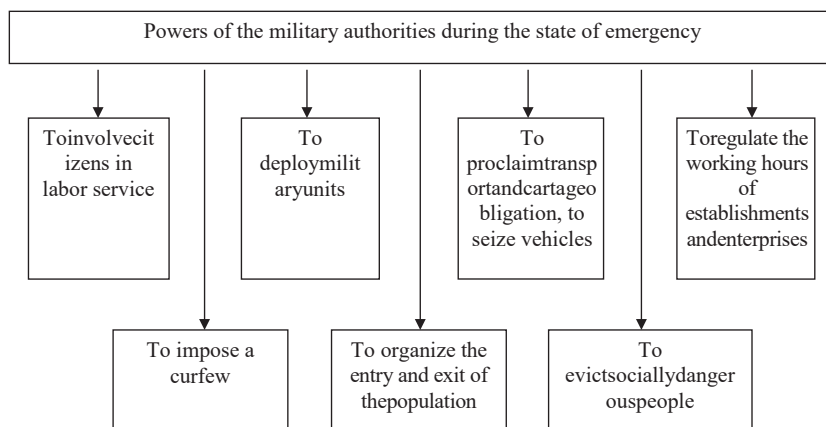 Powers of the military authorities during the state of emergency
Toinvolvecit
izens in
labor service
To
deploymilit
aryunits
To
proclaimtransp
ortandcartageo
bligation, to
seize vehicles
Toregulate the
working hours
of
establishments
andenterprises
To impose a
curfew
To organize the
entry and exit of
thepopulation
To
evictsociallydanger
ouspeople